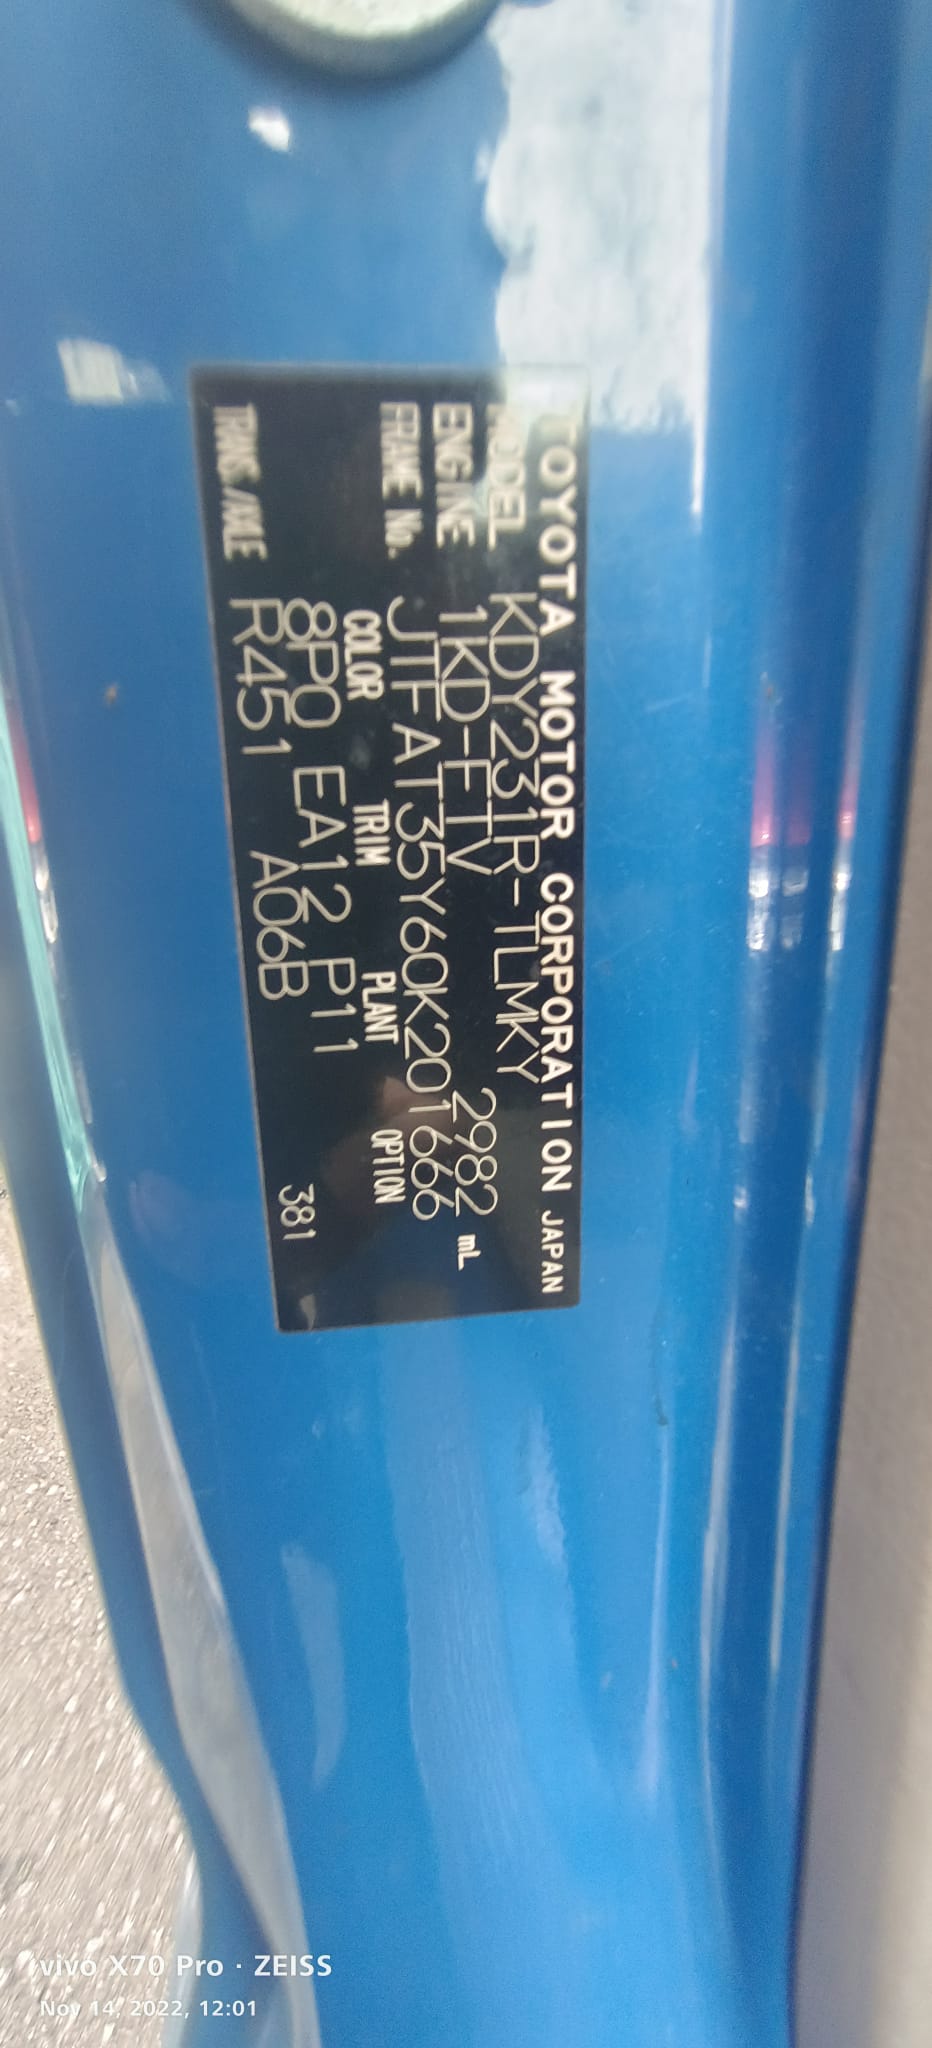 TOYOTA MOTOR CORPORATION JAPAN
MODEL KDY231R-TLMKY
ENGINE 1KD-FTV 2982 mL
FRAME No. JTFAT35Y60K201666
COLOR TRIM PLANT OPTION
8P0 EA12 P11
TRANS/AXLE R451 A06B 381
vivo X70 Pro · ZEISS
Nov 14, 2022, 12:01